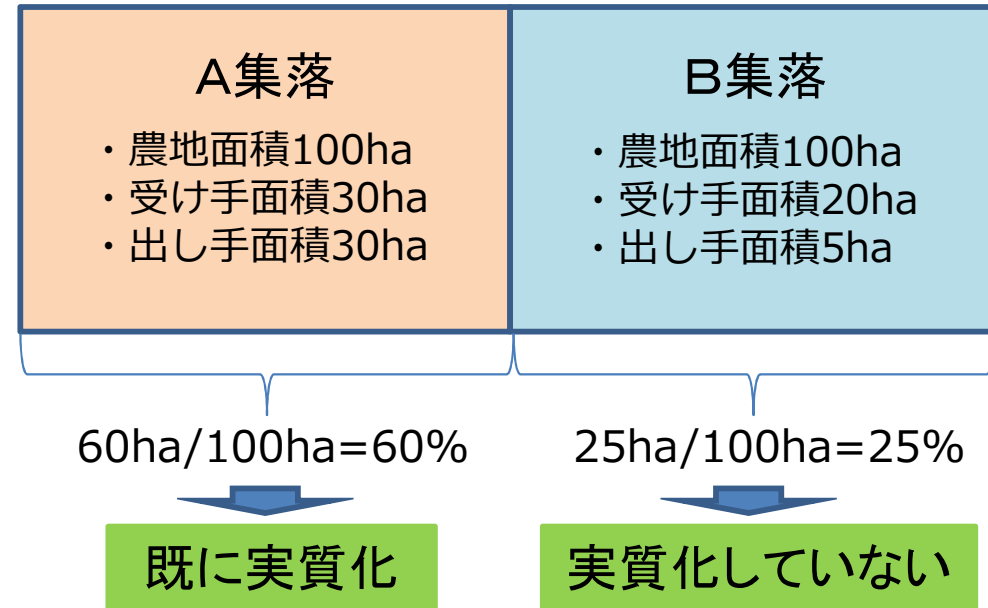 A集落
・農地面積100ha
・受け手面積30ha
・出し手面積30ha
B集落
・農地面積100ha
・受け手面積20ha
・出し手面積5ha
60ha/100ha=60%
25ha/100ha=25%
既に実質化
実質化していない